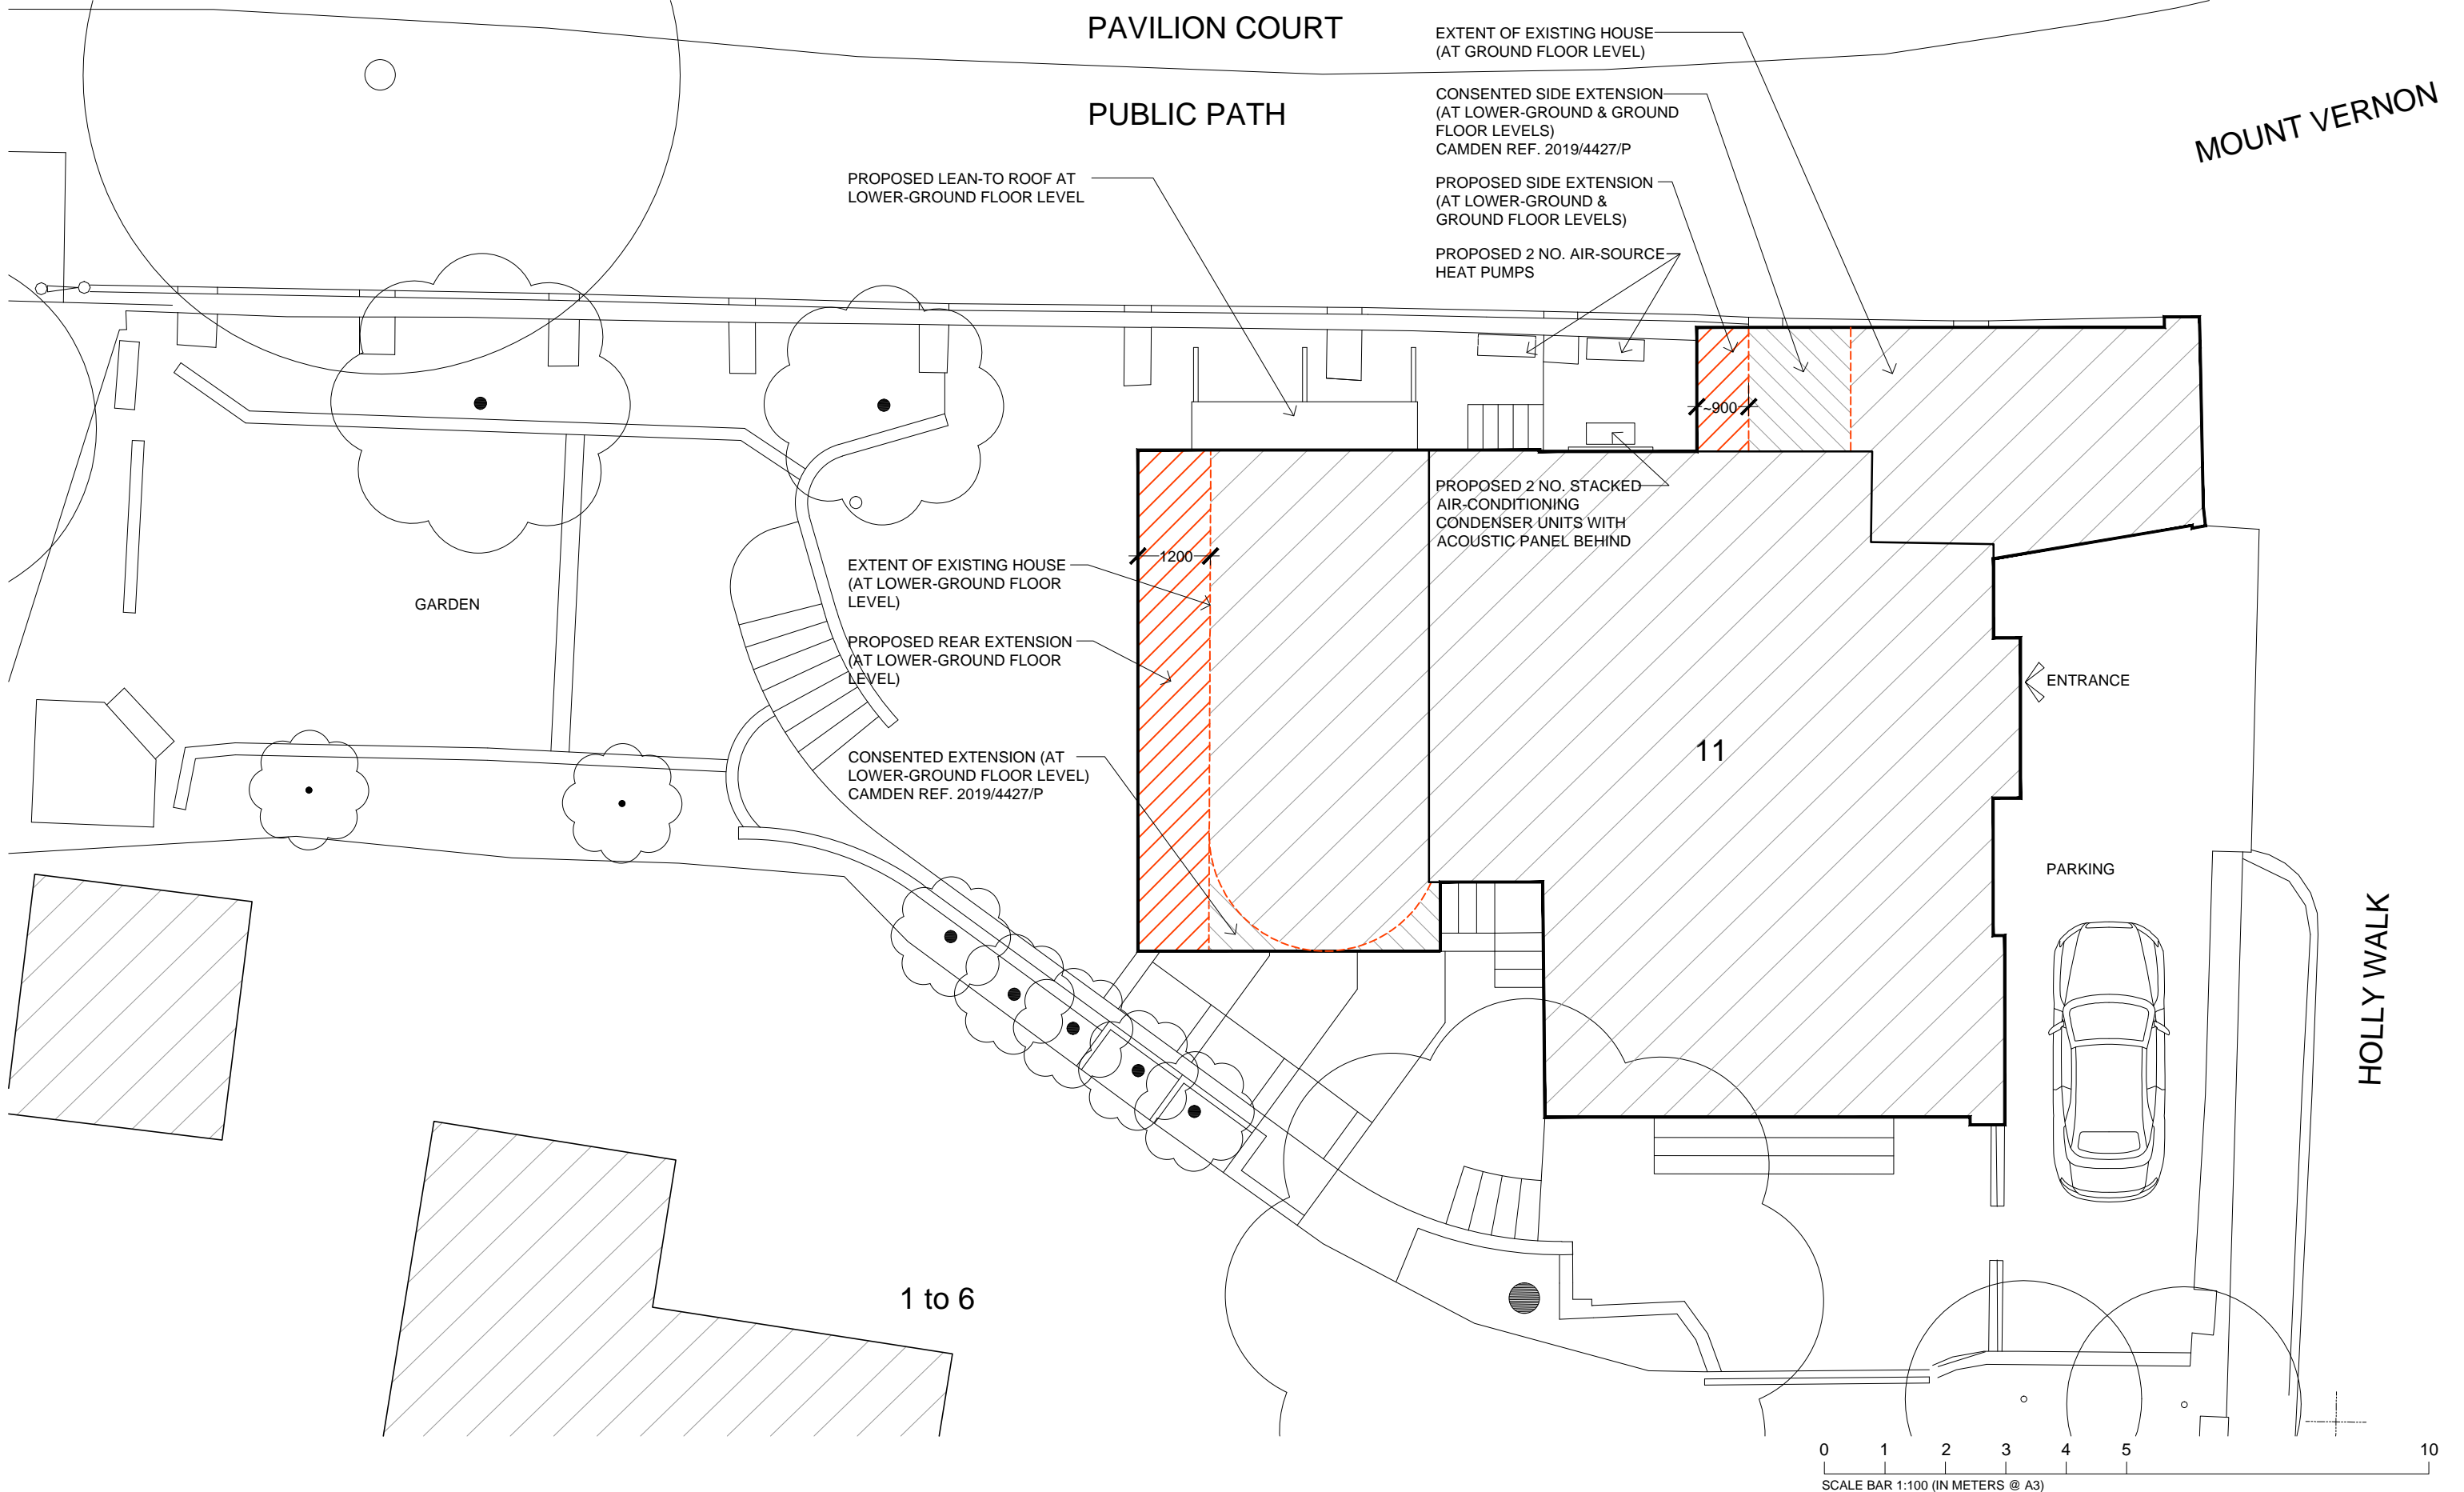 PAVILION COURT
PUBLIC PATH
MOUNT VERNON
EXTENT OF EXISTING HOUSE
(AT GROUND FLOOR LEVEL)
CONSENTED SIDE EXTENSION
(AT LOWER-GROUND & GROUND
FLOOR LEVELS)
CAMDEN REF. 2019/4427/P
PROPOSED LEAN-TO ROOF AT
LOWER-GROUND FLOOR LEVEL
PROPOSED SIDE EXTENSION
(AT LOWER-GROUND &
GROUND FLOOR LEVELS)
PROPOSED 2 NO. AIR-SOURCE
HEAT PUMPS
~900
PROPOSED 2 NO. STACKED
AIR-CONDITIONING
CONDENSER UNITS WITH
ACOUSTIC PANEL BEHIND
1200
EXTENT OF EXISTING HOUSE
(AT LOWER-GROUND FLOOR
LEVEL)
GARDEN
PROPOSED REAR EXTENSION
(AT LOWER-GROUND FLOOR
LEVEL)
ENTRANCE
11
CONSENTED EXTENSION (AT
LOWER-GROUND FLOOR LEVEL)
CAMDEN REF. 2019/4427/P
PARKING
HOLLY WALK
1 to 6
0 1 2 3 4 5 10
SCALE BAR 1:100 (IN METERS @ A3)